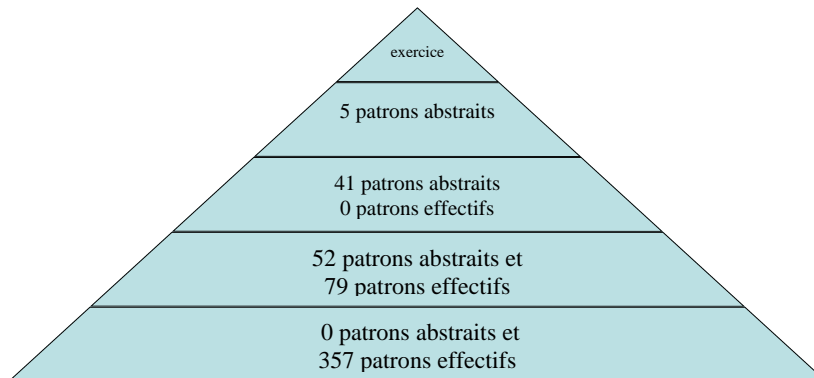 exercice
5 patrons abstraits
41 patrons abstraits
0 patrons effectifs
52 patrons abstraits et
79 patrons effectifs
0 patrons abstraits et
357 patrons effectifs